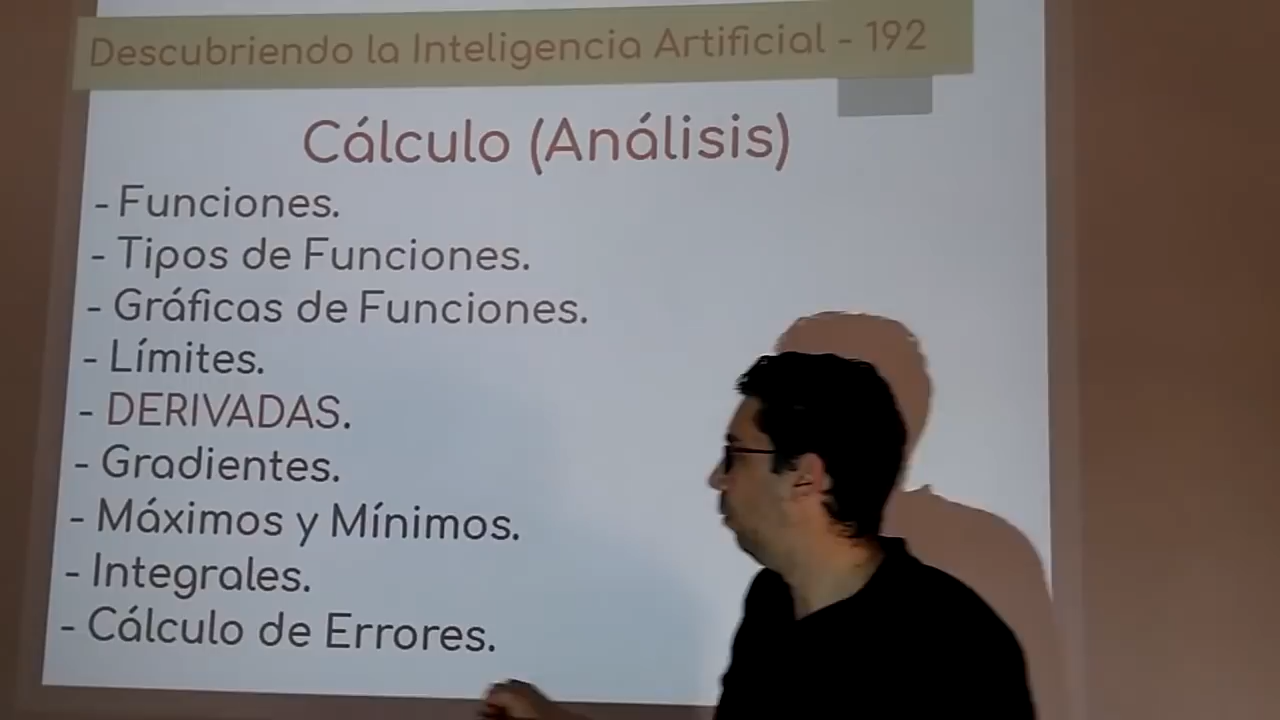 Descubriendo la Inteligencia Artificial - 192
Cálculo (Análisis)
- Funciones.
- Tipos de Funciones.
- Gráficas de Funciones.
- Límites.
- DERIVADAS.
- Gradientes.
- Máximos y Mínimos.
- Integrales.
- Cálculo de Errores.